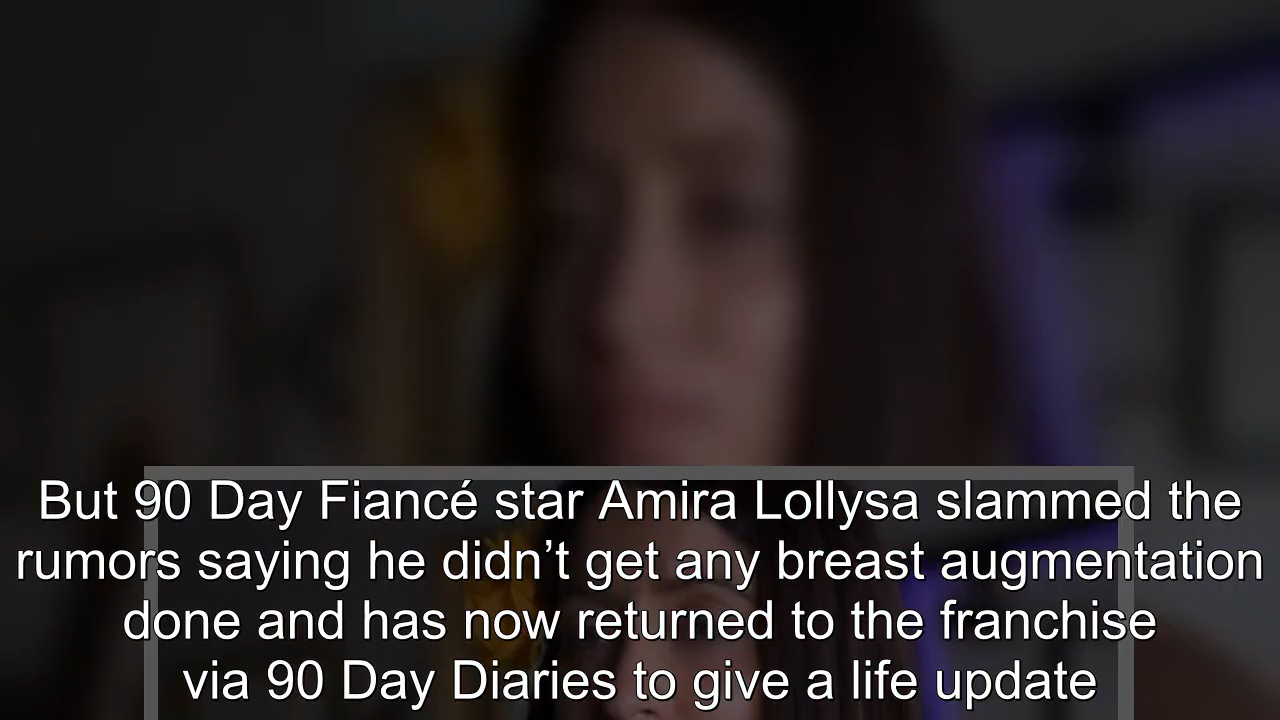 But 90 Day Fiancé star Amira Lollysa slammed the
rumors saying he didn’t get any breast augmentation
done and has now returned to the franchise
via 90 Day Diaries to give a life update